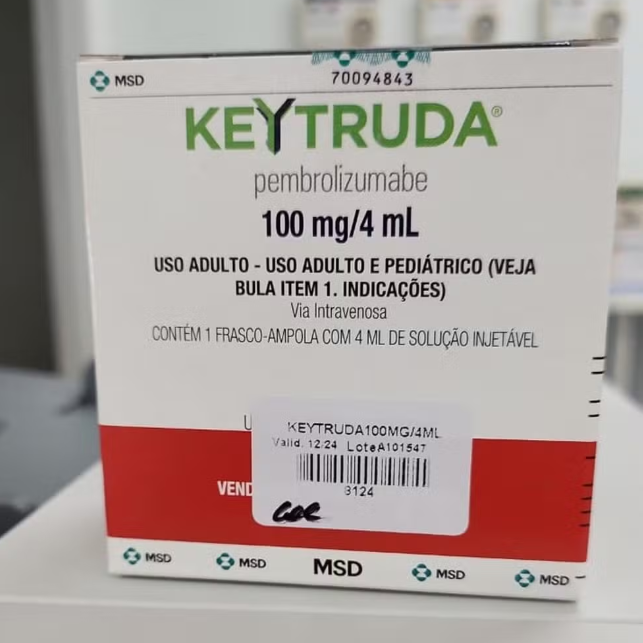 MSD
70094843
KEYTRUDA®
pembrolizumabe
100 mg/4 mL
USO ADULTO - USO ADULTO E PEDIÁTRICO (VEJA
BULA ITEM 1. INDICAÇÕES)
Via Intravenosa
CONTÉM 1 FRASCO-AMPOLA COM 4 ML DE SOLUÇÃO INJETÁVEL
KEYTRUDA100MG/4ML
Valid. 12/24 LoteA101547
3124
MSD MSD MSD MSD MSD